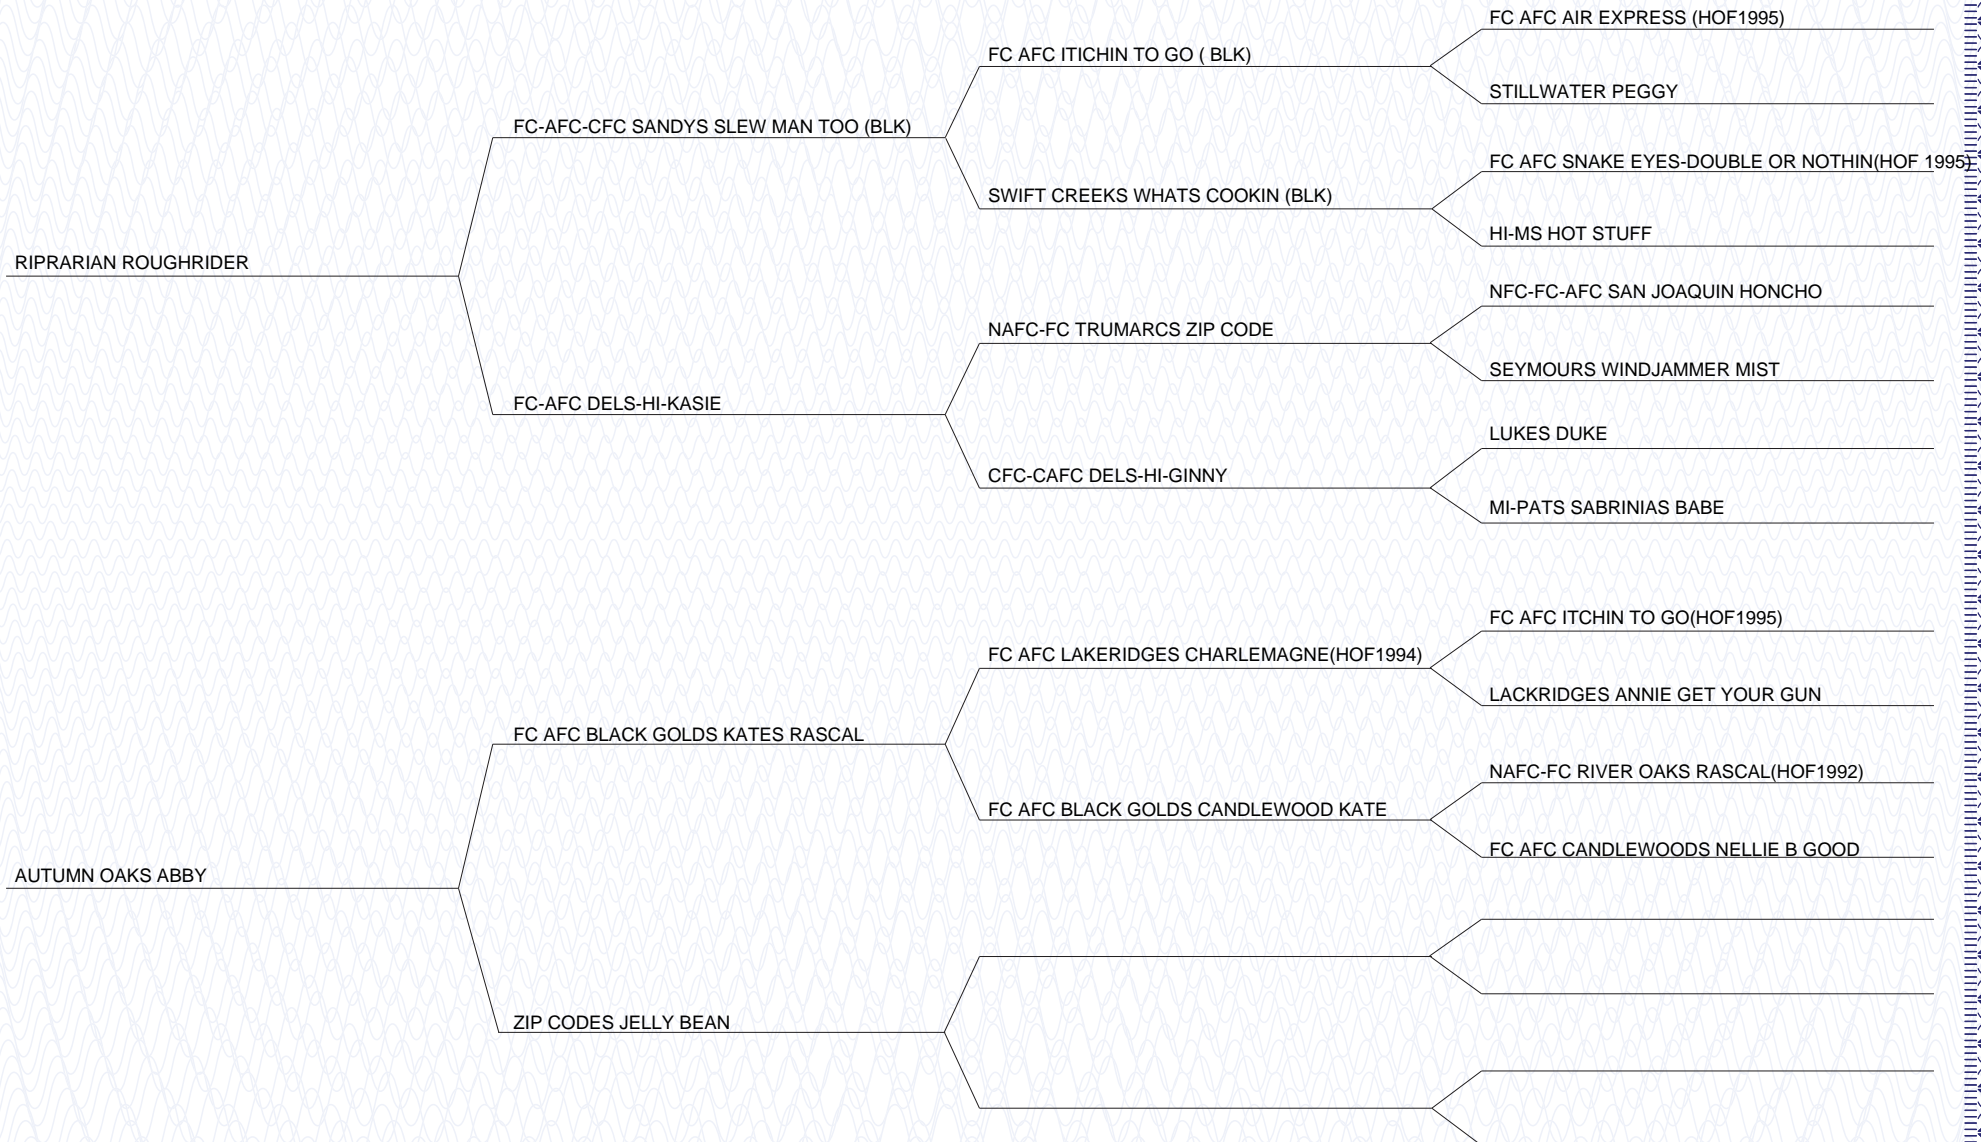 FC AFC AIR EXPRESS (HOF1995)
FC AFC ITICHIN TO GO ( BLK)
STILLWATER PEGGY
FC-AFC-CFC SANDYS SLEW MAN TOO (BLK)
FC AFC SNAKE EYES-DOUBLE OR NOTHIN(HOF 1995)
SWIFT CREEKS WHATS COOKIN (BLK)
HI-MS HOT STUFF
RIPRARIAN ROUGHRIDER
NFC-FC-AFC SAN JOAQUIN HONCHO
NAFC-FC TRUMARCS ZIP CODE
SEYMOURS WINDJAMMER MIST
FC-AFC DELS-HI-KASIE
LUKES DUKE
CFC-CAFC DELS-HI-GINNY
MI-PATS SABRINIAS BABE
FC AFC ITCHIN TO GO(HOF1995)
FC AFC LAKERIDGES CHARLEMAGNE(HOF1994)
LACKRIDGES ANNIE GET YOUR GUN
FC AFC BLACK GOLDS KATES RASCAL
NAFC-FC RIVER OAKS RASCAL(HOF1992)
FC AFC BLACK GOLDS CANDLEWOOD KATE
FC AFC CANDLEWOODS NELLIE B GOOD
AUTUMN OAKS ABBY
ZIP CODES JELLY BEAN